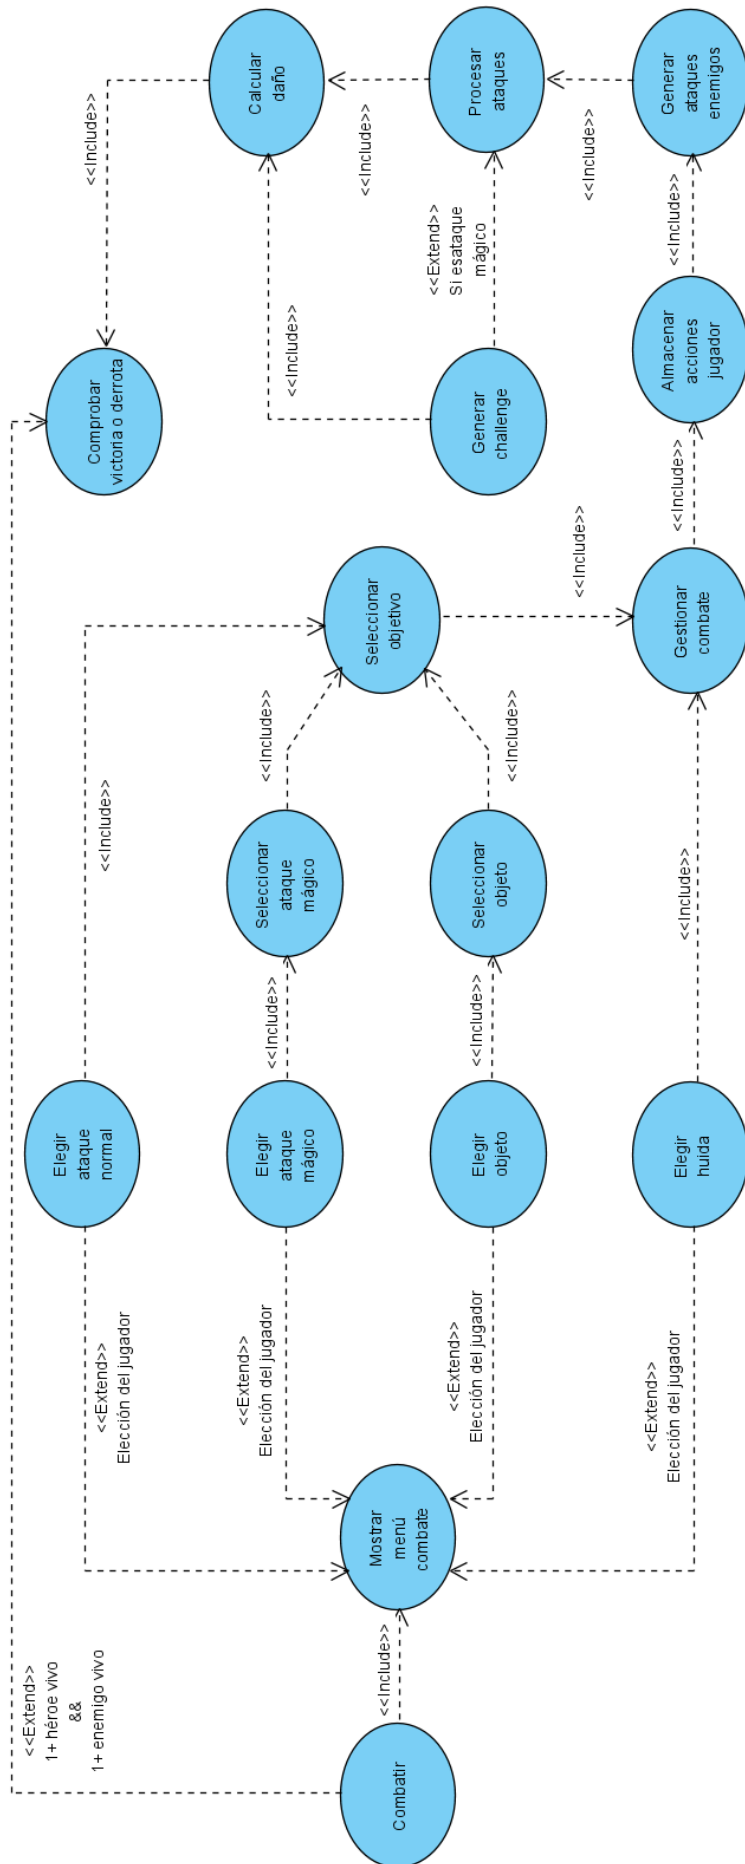 <<Extend>>
1+ héroe vivo
&&
1+ enemigo vivo
Combatir
<<Include>>
Mostrar
menú
combate
<<Extend>>
Elección del jugador
<<Extend>>
Elección del jugador
<<Extend>>
Elección del jugador
<<Extend>>
Elección del jugador
Elegir
ataque
normal
Elegir
ataque
mágico
Elegir
objeto
Elegir
huida
<<Include>>
<<Include>>
<<Include>>
<<Include>>
Seleccionar
ataque
mágico
Seleccionar
objeto
<<Include>>
<<Include>>
Seleccionar
objetivo
<<Include>>
Gestionar
combate
<<Include>>
Almacenar
acciones
jugador
<<Include>>
Generar
ataques
enemigos
<<Include>>
Procesar
ataques
<<Extend>>
Si esataque
mágico
Generar
challenge
<<Include>>
<<Include>>
Calcular
daño
<<Include>>
Comprobar
victoria o derrota